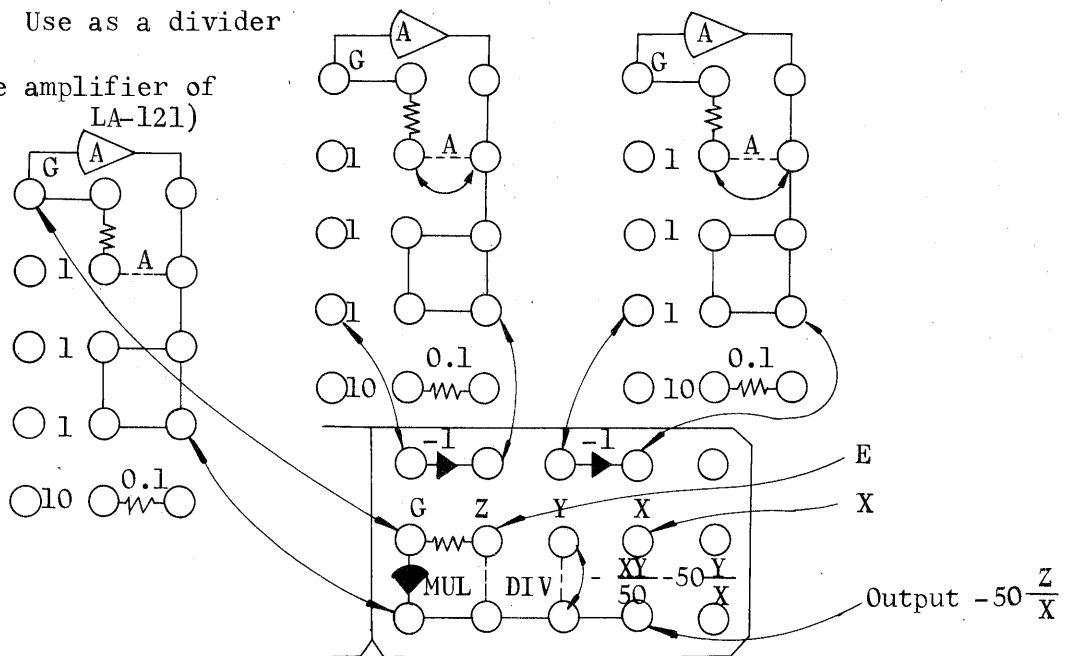 Use as a divider
e amplifier of
LA-121)
A
G
A
1
1
1
10
0.1
A
G
A
1
1
1
10
0.1
A
G
A
1
1
1
10
0.1
-1
-1
E
X
G Z Y X
MUL DIV - XY/50 -50 Y/X
Output -50 Z/X